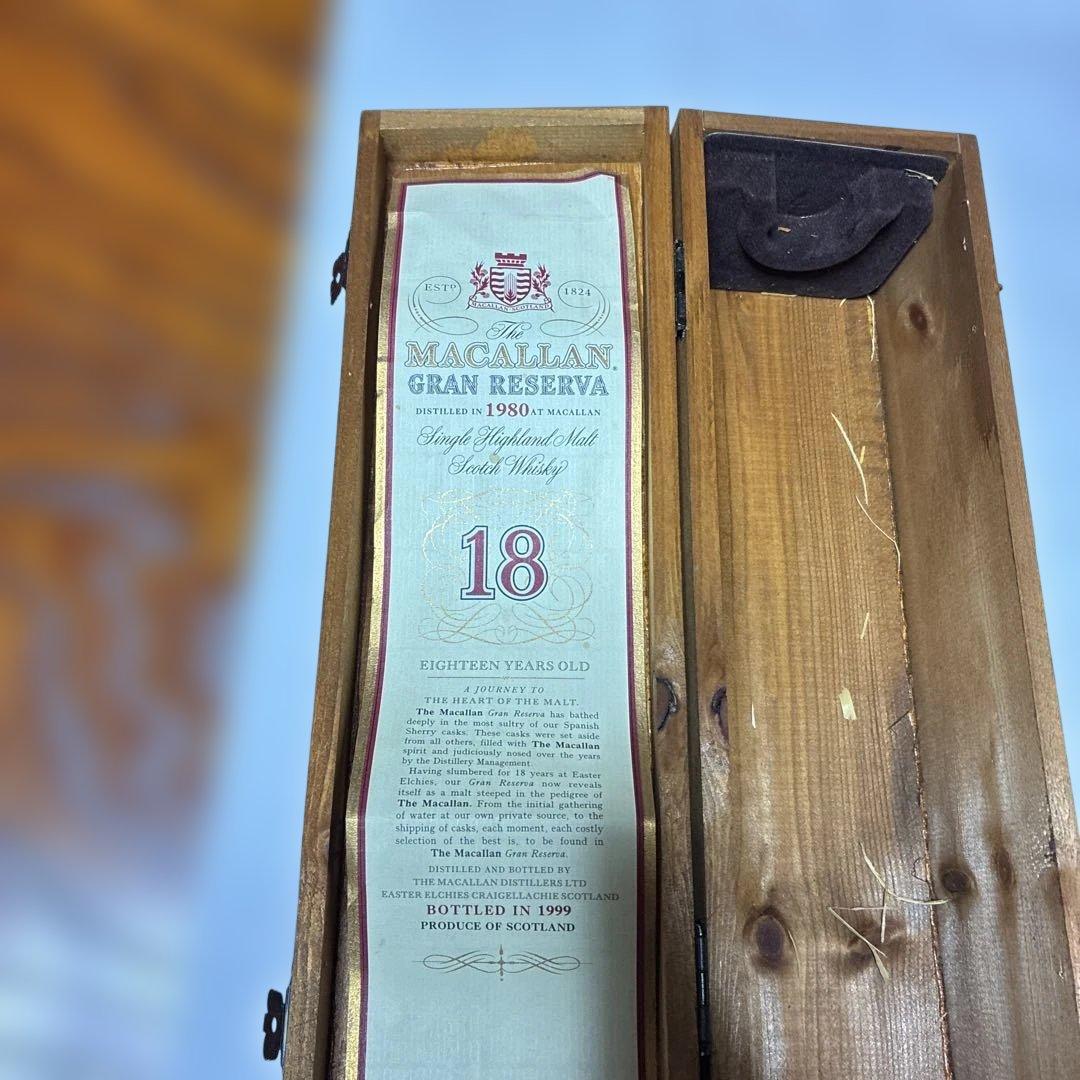 ESTD 1824
MACALLAN SCOTLAND
The
MACALLAN
GRAN RESERVA
DISTILLED IN 1980 AT MACALLAN
Single Highland Malt
Scotch Whisky
18
EIGHTEEN YEARS OLD
A JOURNEY TO
THE HEART OF THE MALT.
The Macallan Gran Reserva has bathed
deeply in the most sultry of our Spanish
Sherry casks. These casks were set aside
from all others, filled with The Macallan
spirit and judiciously nosed over the years
by the Distillery Management.
Having slumbered for 18 years at Easter
Elchies, our Gran Reserva now reveals
itself as a malt steeped in the pedigree of
The Macallan. From the initial gathering
of water at our own private source, to the
shipping of casks, each moment, each costly
selection of the best is, to be found in
The Macallan Gran Reserva.
DISTILLED AND BOTTLED BY
THE MACALLAN DISTILLERS LTD
EASTER ELCHIES CRAIGELLACHIE SCOTLAND
BOTTLED IN 1999
PRODUCE OF SCOTLAND